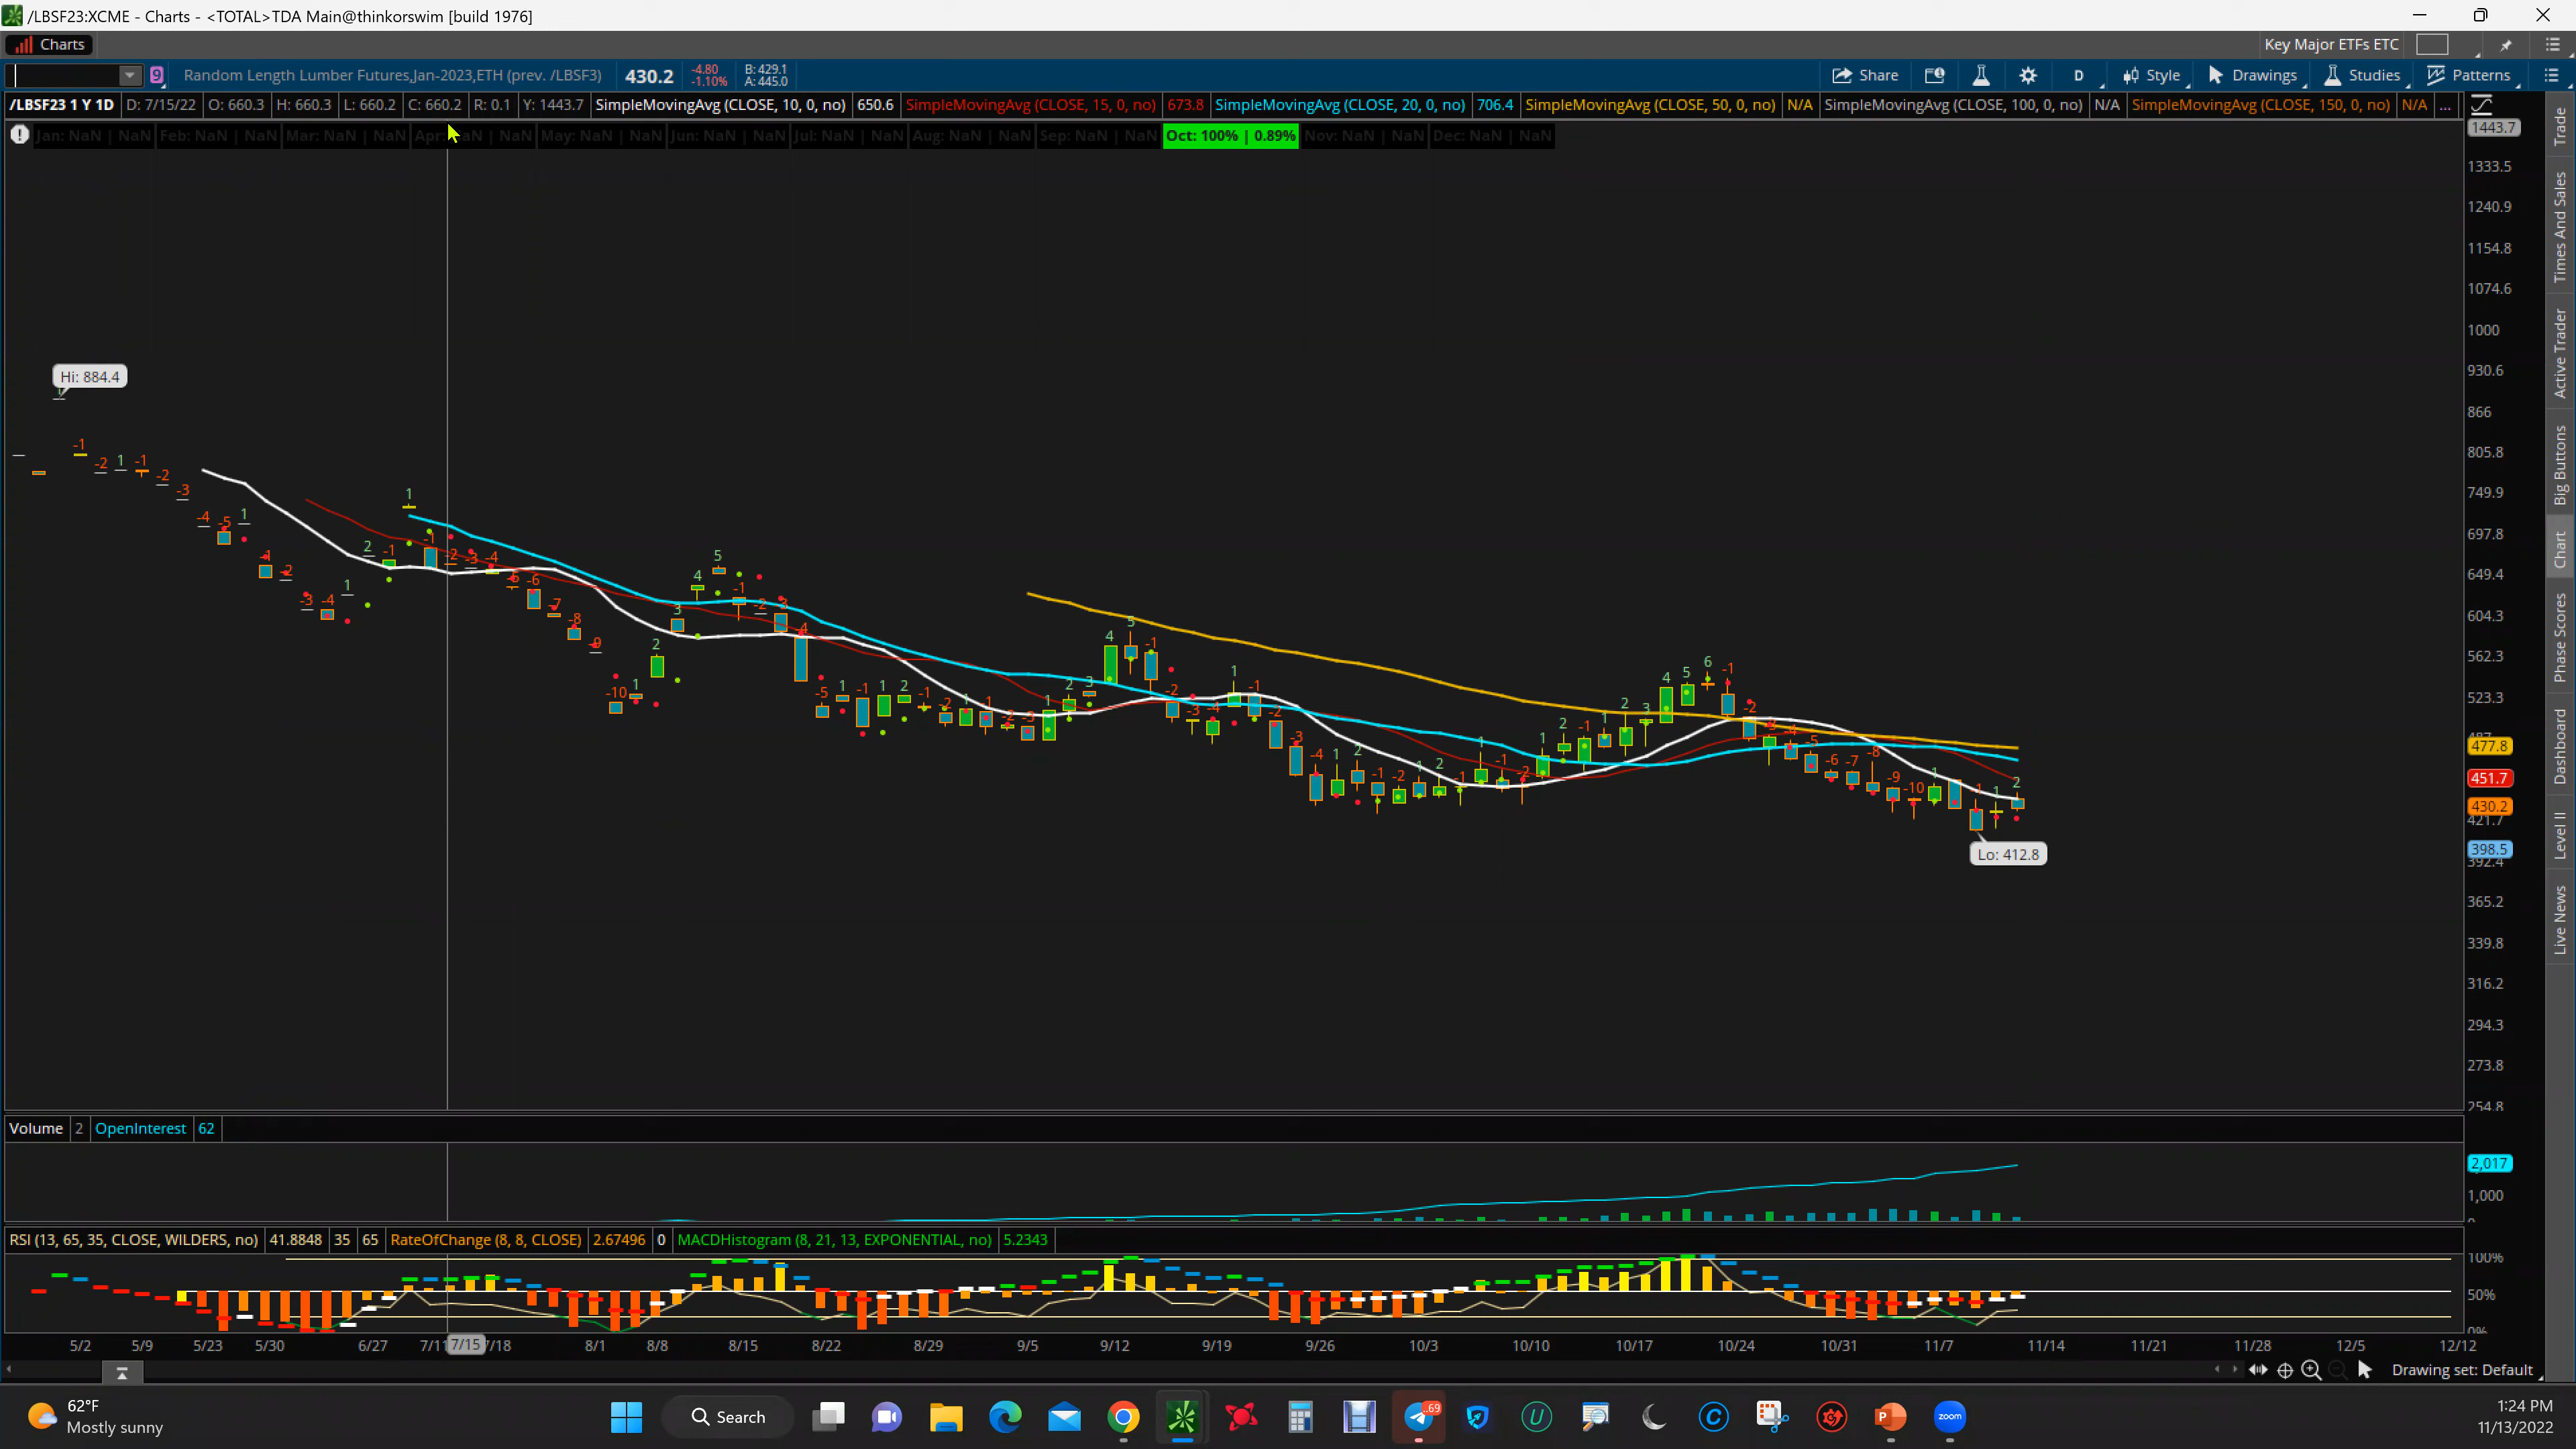 /LBSF23:XCME - Charts - <TOTAL>TDA Main@thinkorswim [build 1976]
Charts
Key Major ETFs ETC
9 Random Length Lumber Futures,Jan-2023,ETH (prev. /LBSF3) 430.2 -4.80 -1.10% B: 429.1 A: 445.0
Share D Style Drawings Studies Patterns
/LBSF23 1 Y 1D D: 7/15/22 O: 660.3 H: 660.3 L: 660.2 C: 660.2 R: 0.1 Y: 1443.7 SimpleMovingAvg (CLOSE, 10, 0, no) 650.6 SimpleMovingAvg (CLOSE, 15, 0, no) 673.8 SimpleMovingAvg (CLOSE, 20, 0, no) 706.4 SimpleMovingAvg (CLOSE, 50, 0, no) N/A SimpleMovingAvg (CLOSE, 100, 0, no) N/A SimpleMovingAvg (CLOSE, 150, 0, no) N/A ...
Jan: NaN | NaN Feb: NaN | NaN Mar: NaN | NaN Apr: NaN | NaN May: NaN | NaN Jun: NaN | NaN Jul: NaN | NaN Aug: NaN | NaN Sep: NaN | NaN Oct: 100% | 0.89% Nov: NaN | NaN Dec: NaN | NaN
1443.7
1333.5
1240.9
1154.8
1074.6
1000
930.6
866
805.8
749.9
697.8
649.4
604.3
562.3
523.3
477.8
451.7
430.2
421.7
398.5
392.4
365.2
339.8
316.2
294.3
273.8
254.8
Hi: 884.4
Lo: 412.8
Trade
Times And Sales
Active Trader
Big Buttons
Chart
Phase Scores
Dashboard
Level II
Live News
Volume 2 OpenInterest 62
2,017
1,000
RSI (13, 65, 35, CLOSE, WILDERS, no) 41.8848 35 65 RateOfChange (8, 8, CLOSE) 2.67496 0 MACDHistogram (8, 21, 13, EXPONENTIAL, no) 5.2343
100%
50%
0%
5/2 5/9 5/23 5/30 6/27 7/11 7/15 7/18 8/1 8/8 8/15 8/22 8/29 9/5 9/12 9/19 9/26 10/3 10/10 10/17 10/24 10/31 11/7 11/14 11/21 11/28 12/5 12/12
Drawing set: Default
62°F
Mostly sunny
Search
69
zoom
1:24 PM
11/13/2022